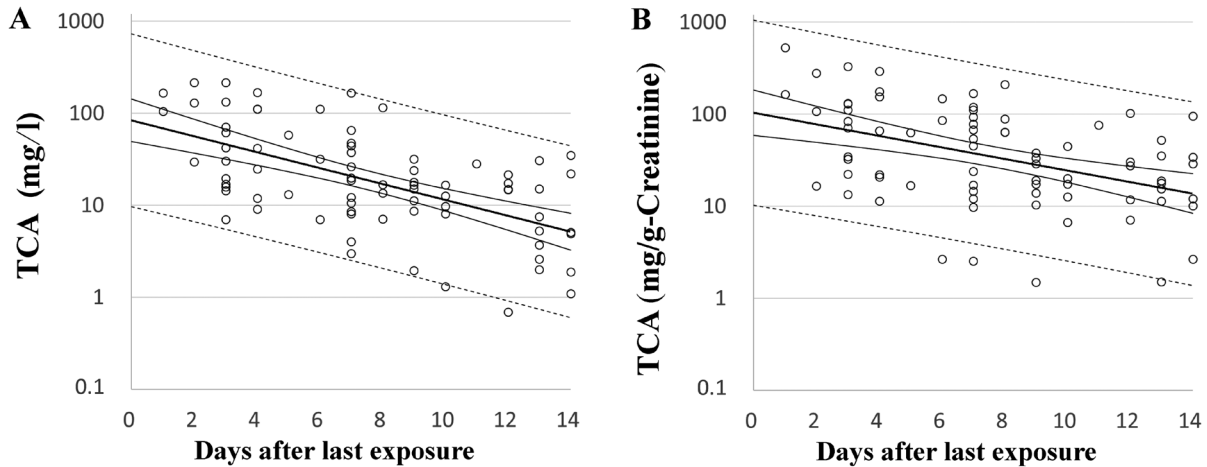 A
TCA (mg/l)
1000
100
10
1
0.1
0 2 4 6 8 10 12 14
Days after last exposure
B
TCA (mg/g-Creatinine)
1000
100
10
1
0.1
0 2 4 6 8 10 12 14
Days after last exposure